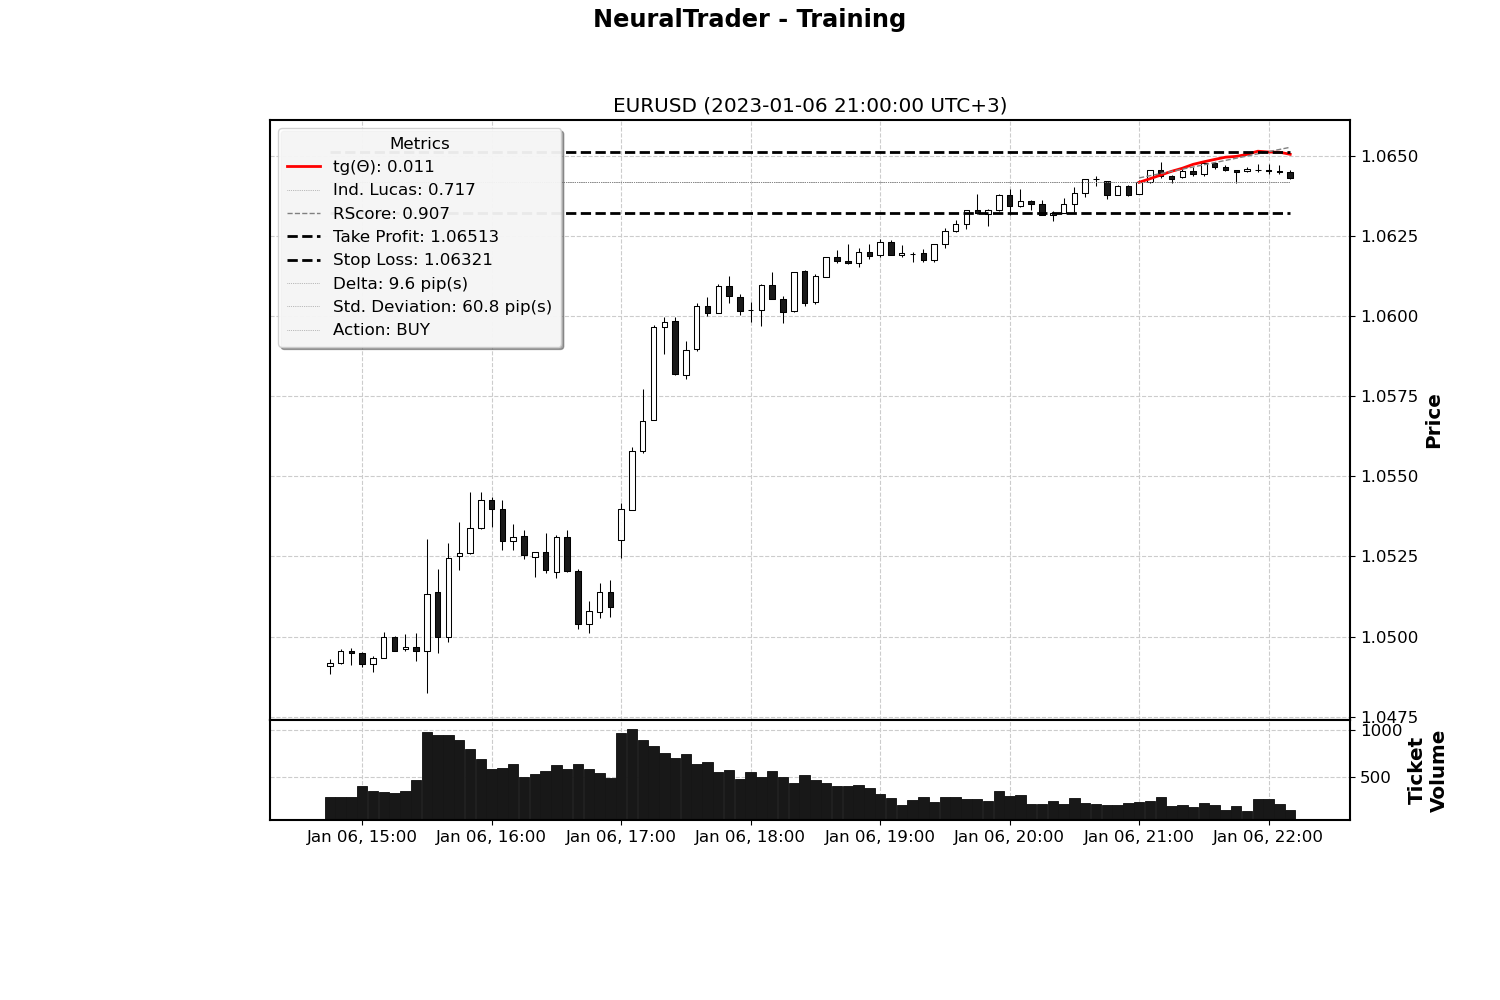 NeuralTrader - Training
EURUSD (2023-01-06 21:00:00 UTC+3)
Metrics
tg(Θ): 0.011
Ind. Lucas: 0.717
RScore: 0.907
Take Profit: 1.06513
Stop Loss: 1.06321
Delta: 9.6 pip(s)
Std. Deviation: 60.8 pip(s)
Action: BUY
1.0650
1.0625
1.0600
1.0575
1.0550
1.0525
1.0500
1.0475
Price
1000
500
Ticket
Volume
Jan 06, 15:00
Jan 06, 16:00
Jan 06, 17:00
Jan 06, 18:00
Jan 06, 19:00
Jan 06, 20:00
Jan 06, 21:00
Jan 06, 22:00